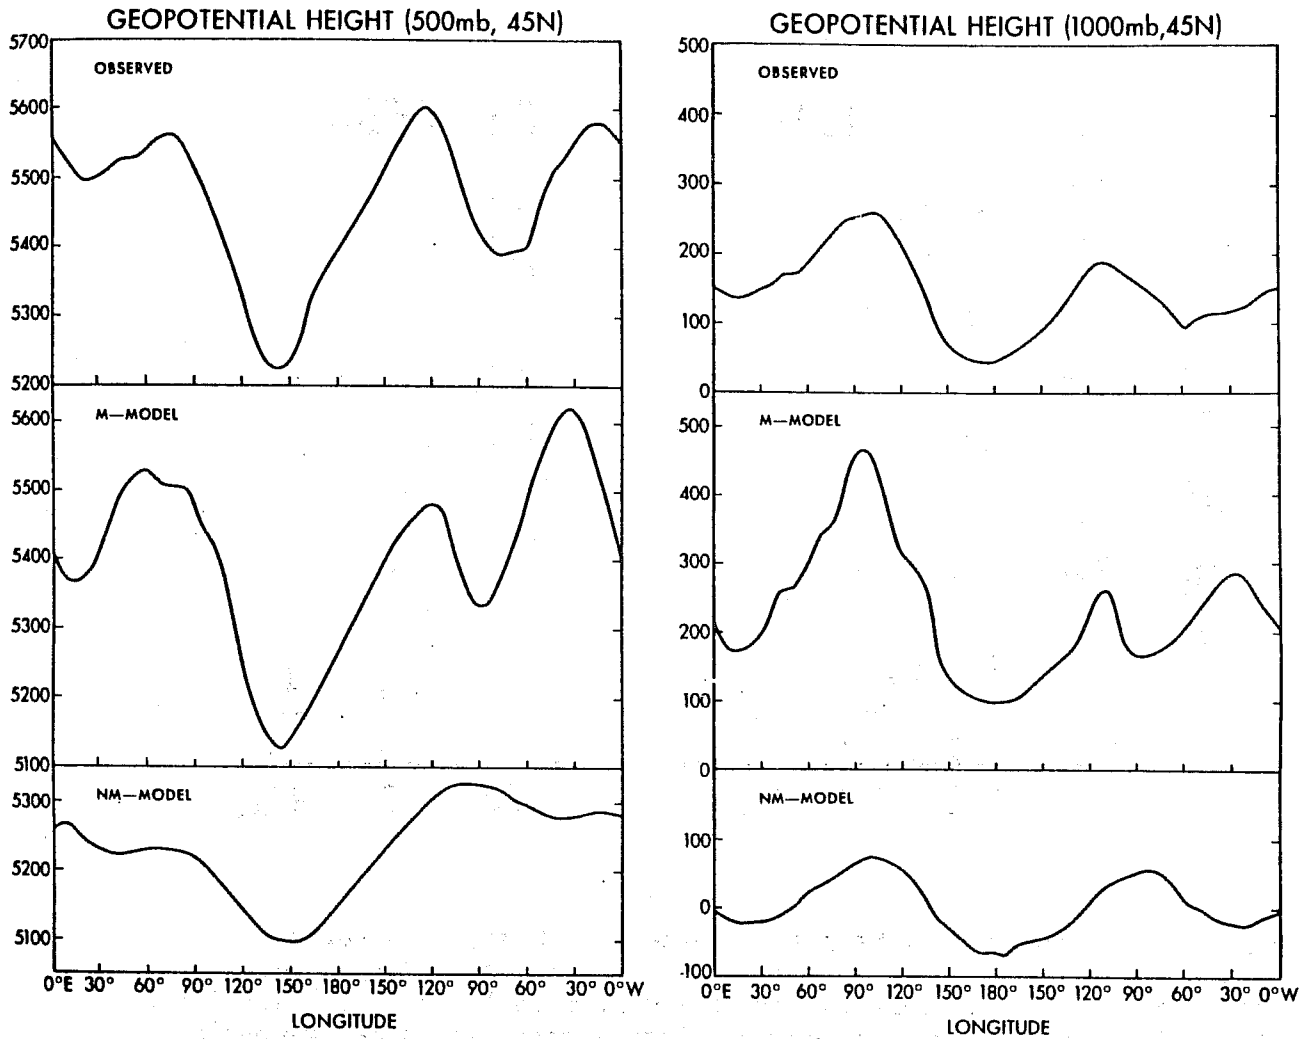 GEOPOTENTIAL HEIGHT (500mb, 45N)
5700
OBSERVED
5600
5500
5400
5300
5200
M—MODEL
5600
5500
5400
5300
5200
5100
NM—MODEL
5300
5200
5100
0°E 30° 60° 90° 120° 150° 180° 150° 120° 90° 60° 30° 0°W
LONGITUDE
GEOPOTENTIAL HEIGHT (1000mb,45N)
500
OBSERVED
400
300
200
100
0
M—MODEL
500
400
300
200
100
0
NM—MODEL
100
0
-100
0°E 30° 60° 90° 120° 150° 180° 150° 120° 90° 60° 30° 0°W
LONGITUDE